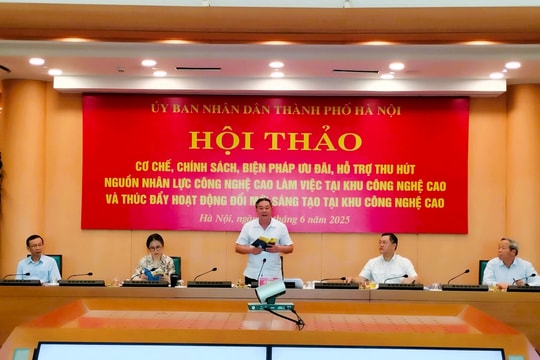 ỦY BAN NHÂN DÂN THÀNH PHỐ HÀ NỘI
HỘI THẢO
CƠ CHẾ, CHÍNH SÁCH, BIỆN PHÁP ƯU ĐÃI, HỖ TRỢ THU HÚT
NGUỒN NHÂN LỰC CÔNG NGHỆ CAO LÀM VIỆC TẠI KHU CÔNG NGHỆ CAO
VÀ THÚC ĐẨY HOẠT ĐỘNG ĐỔI SÁNG TẠO TẠI KHU CÔNG NGHỆ CAO
Hà Nội, tháng 6 năm 2025